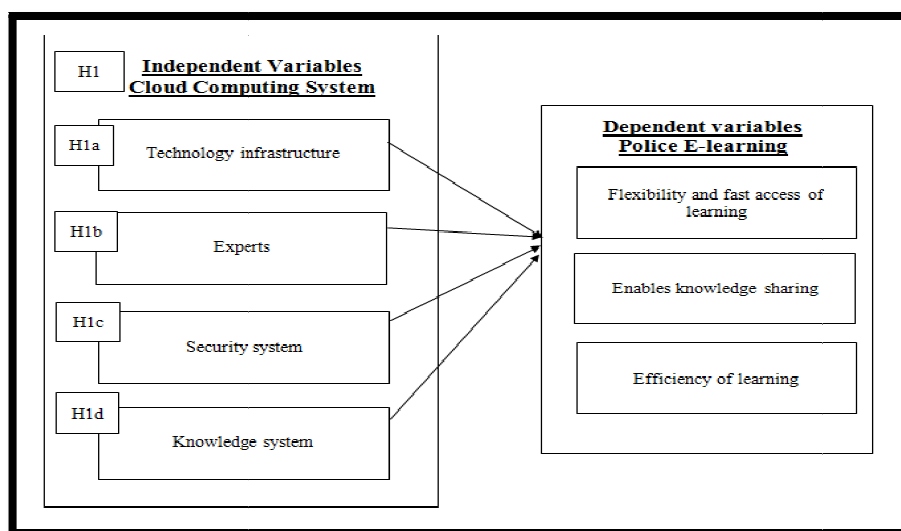 H1
Independent Variables
Cloud Computing System
H1a
Technology infrastructure
H1b
Experts
H1c
Security system
H1d
Knowledge system
Dependent variables
Police E-learning
Flexibility and fast access of
learning
Enables knowledge sharing
Efficiency of learning